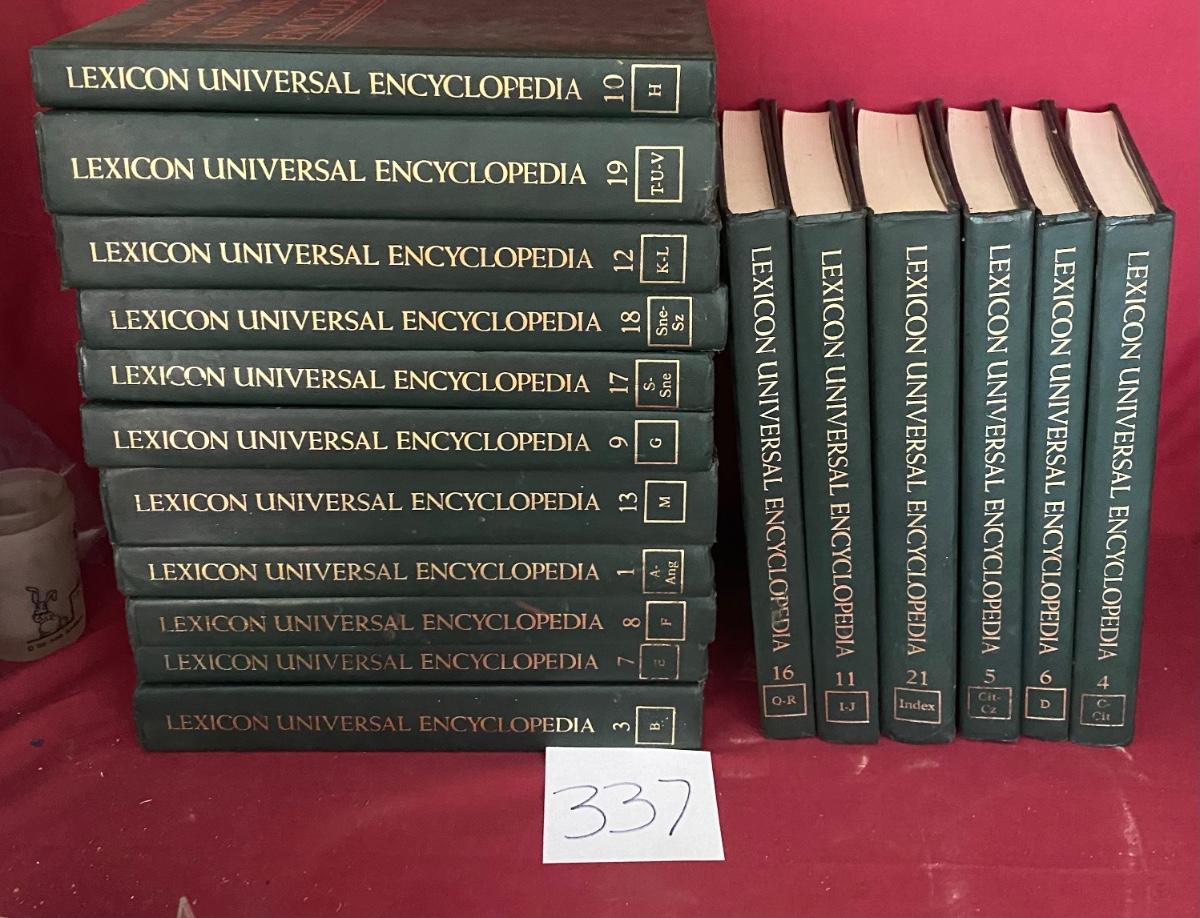 LEXICON
UNIVERSAL
ENCYCLOPEDIA
LEXICON UNIVERSAL ENCYCLOPEDIA 10 H
LEXICON UNIVERSAL ENCYCLOPEDIA 19 T-U-V
LEXICON UNIVERSAL ENCYCLOPEDIA 12 K-L
LEXICON UNIVERSAL ENCYCLOPEDIA 18 Sne-Sz
LEXICON UNIVERSAL ENCYCLOPEDIA 17 S-Sne
LEXICON UNIVERSAL ENCYCLOPEDIA 9 G
LEXICON UNIVERSAL ENCYCLOPEDIA 13 M
LEXICON UNIVERSAL ENCYCLOPEDIA 1 A-Ang
LEXICON UNIVERSAL ENCYCLOPEDIA 8 F
LEXICON UNIVERSAL ENCYCLOPEDIA 7 E
LEXICON UNIVERSAL ENCYCLOPEDIA 3 B
LEXICON UNIVERSAL ENCYCLOPEDIA 16 Q-R
LEXICON UNIVERSAL ENCYCLOPEDIA 11 I-J
LEXICON UNIVERSAL ENCYCLOPEDIA 21 Index
LEXICON UNIVERSAL ENCYCLOPEDIA 5 Cit-Cz
LEXICON UNIVERSAL ENCYCLOPEDIA 6 D
LEXICON UNIVERSAL ENCYCLOPEDIA 4 C-Cit
337